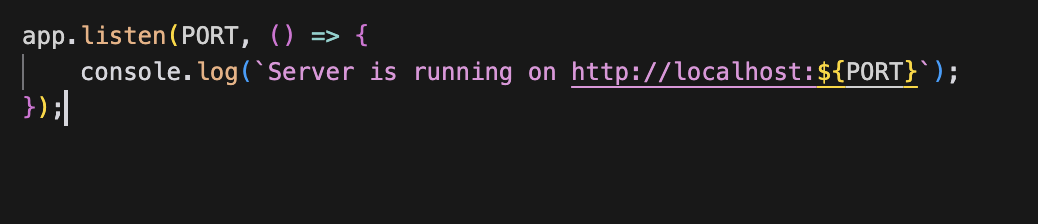 app.listen(PORT, () => {
    console.log(`Server is running on http://localhost:${PORT}`);
});